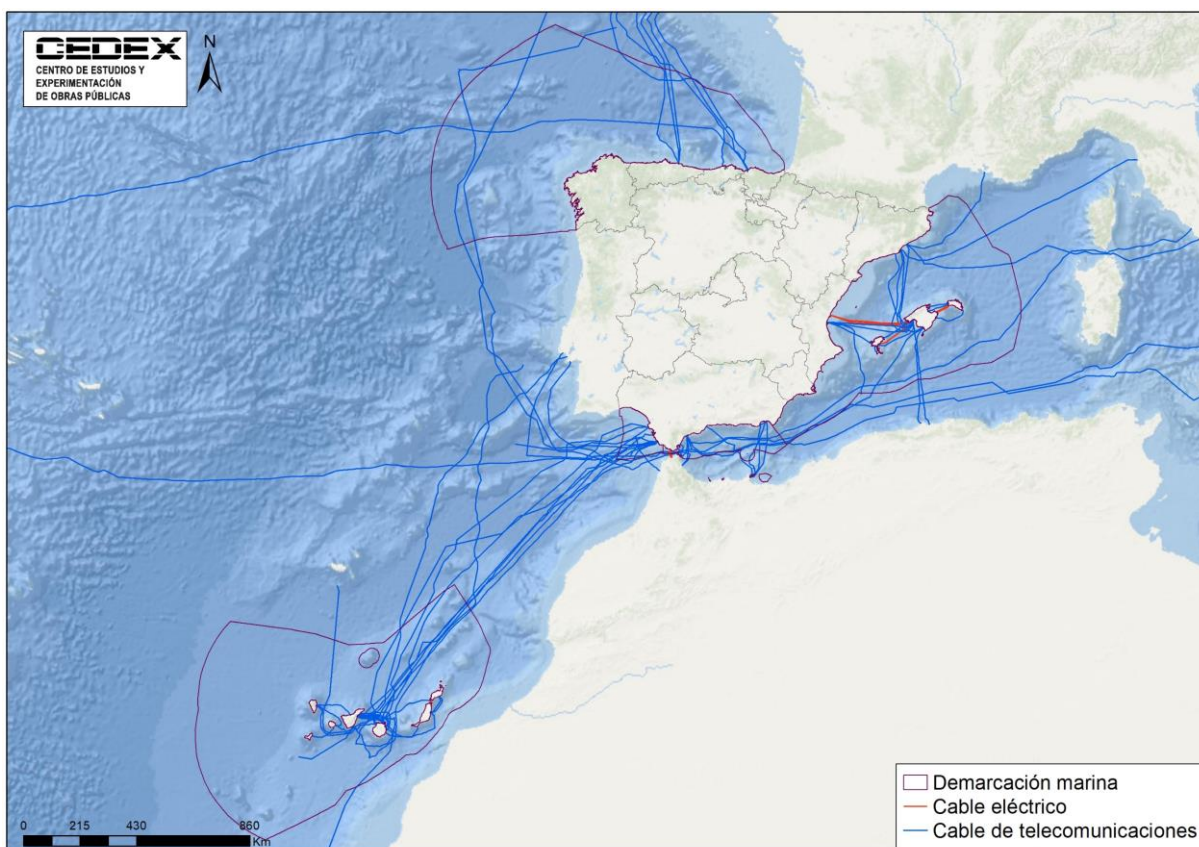 CEDEX
CENTRO DE ESTUDIOS Y
EXPERIMENTACIÓN
DE OBRAS PÚBLICAS
N
Demarcación marina
Cable eléctrico
Cable de telecomunicaciones
0 215 430 860
Km